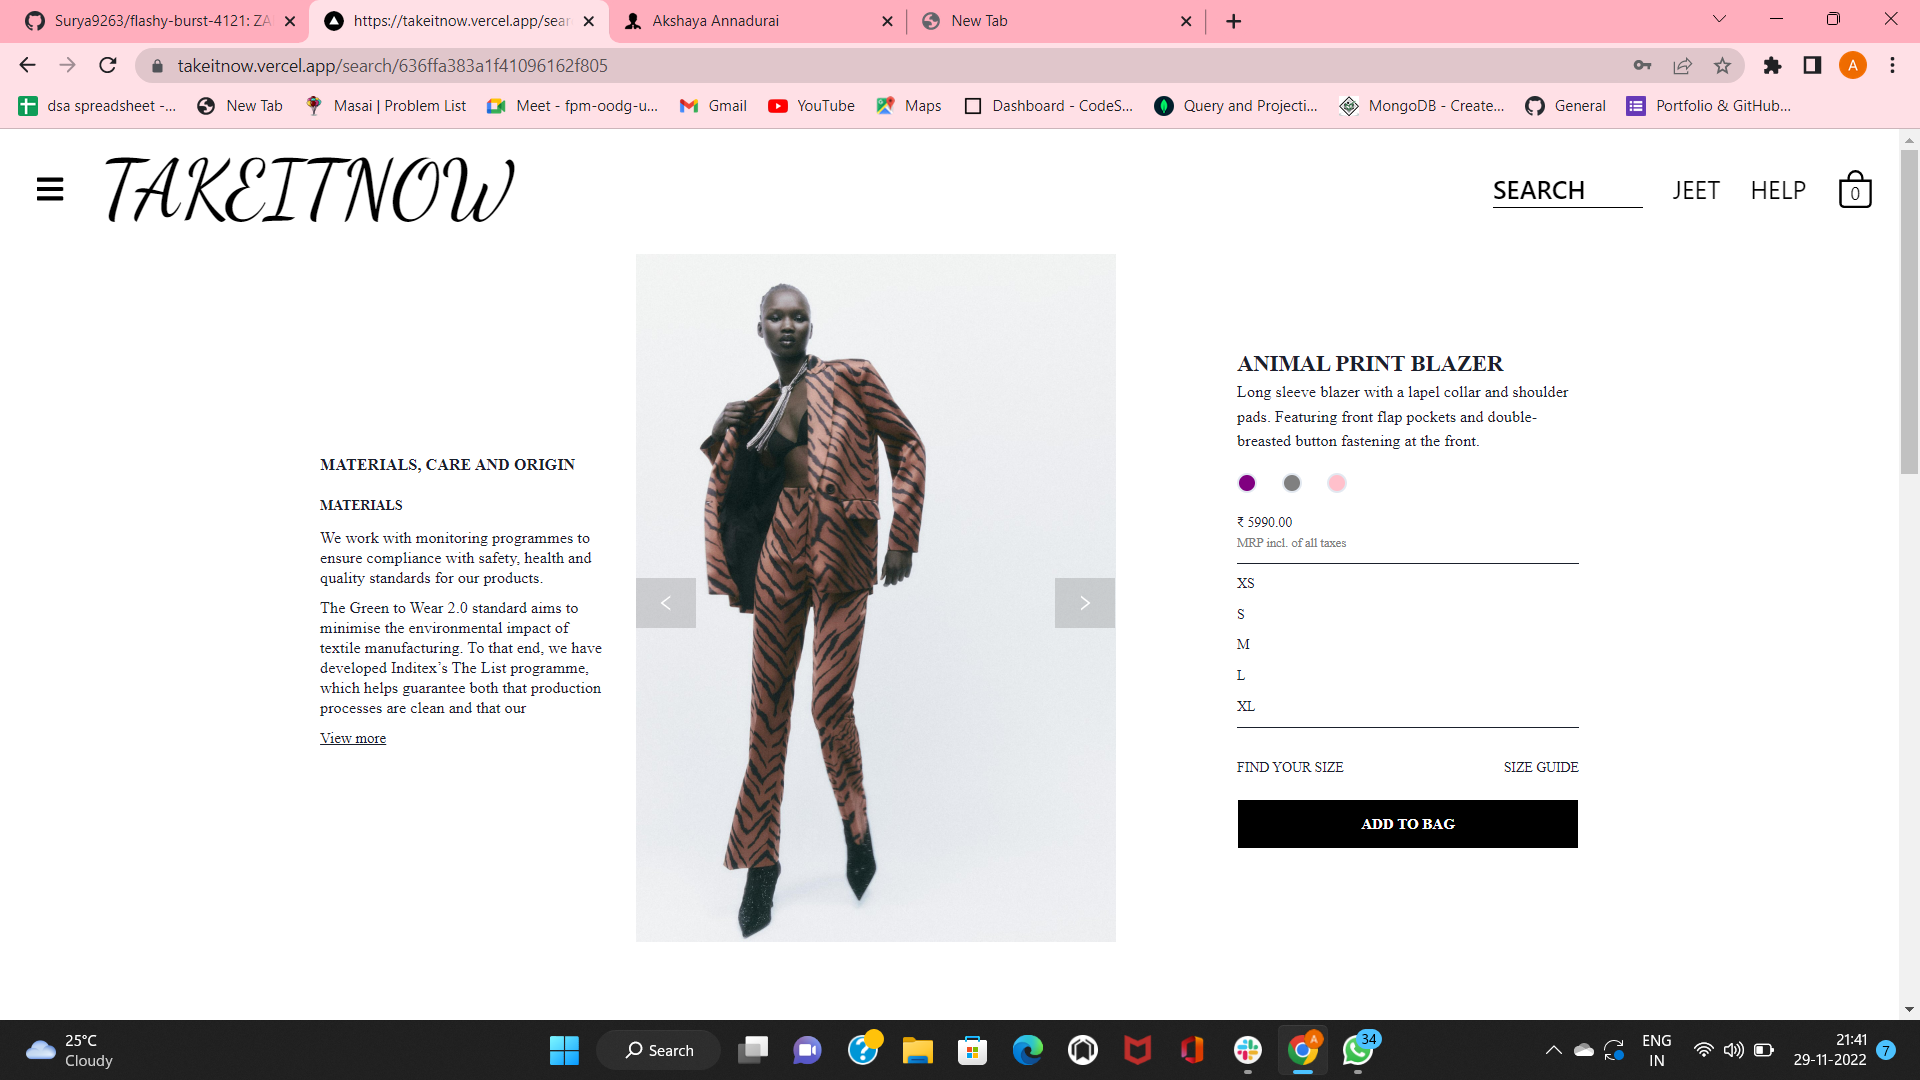 Surya9263/flashy-burst-4121: ZA
https://takeitnow.vercel.app/sear
Akshaya Annadurai
New Tab
takeitnow.vercel.app/search/636ffa383a1f41096162f805
A
dsa spreadsheet -...
New Tab
Masai | Problem List
Meet - fpm-oodg-u...
Gmail
YouTube
Maps
Dashboard - CodeS...
Query and Projecti...
MongoDB - Create...
General
Portfolio & GitHub...
TAKEITNOW
SEARCH
JEET
HELP
0
MATERIALS, CARE AND ORIGIN
MATERIALS
We work with monitoring programmes to
ensure compliance with safety, health and
quality standards for our products.
The Green to Wear 2.0 standard aims to
minimise the environmental impact of
textile manufacturing. To that end, we have
developed Inditex’s The List programme,
which helps guarantee both that production
processes are clean and that our
View more
ANIMAL PRINT BLAZER
Long sleeve blazer with a lapel collar and shoulder
pads. Featuring front flap pockets and double-
breasted button fastening at the front.
₹ 5990.00
MRP incl. of all taxes
XS
S
M
L
XL
FIND YOUR SIZE
SIZE GUIDE
ADD TO BAG
25°C
Cloudy
Search
A
34
ENG
IN
21:41
29-11-2022
7